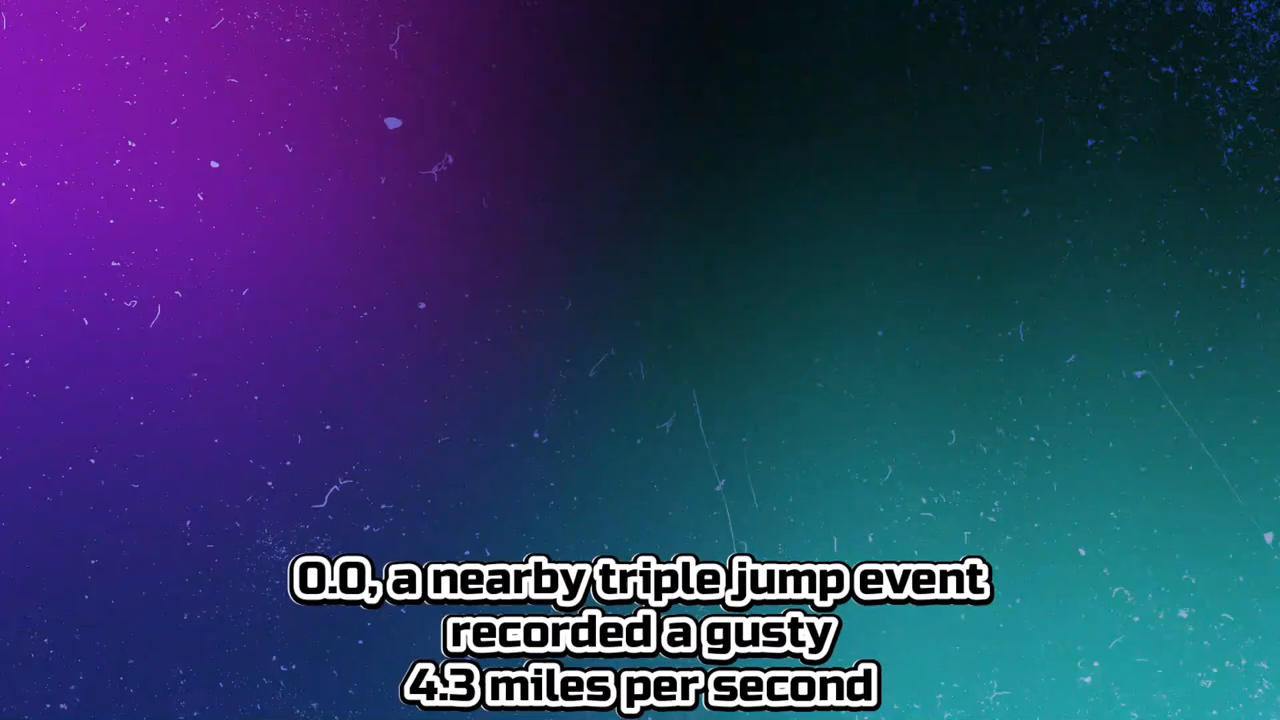 0.0, a nearby triple jump event
recorded a gusty
4.3 miles per second